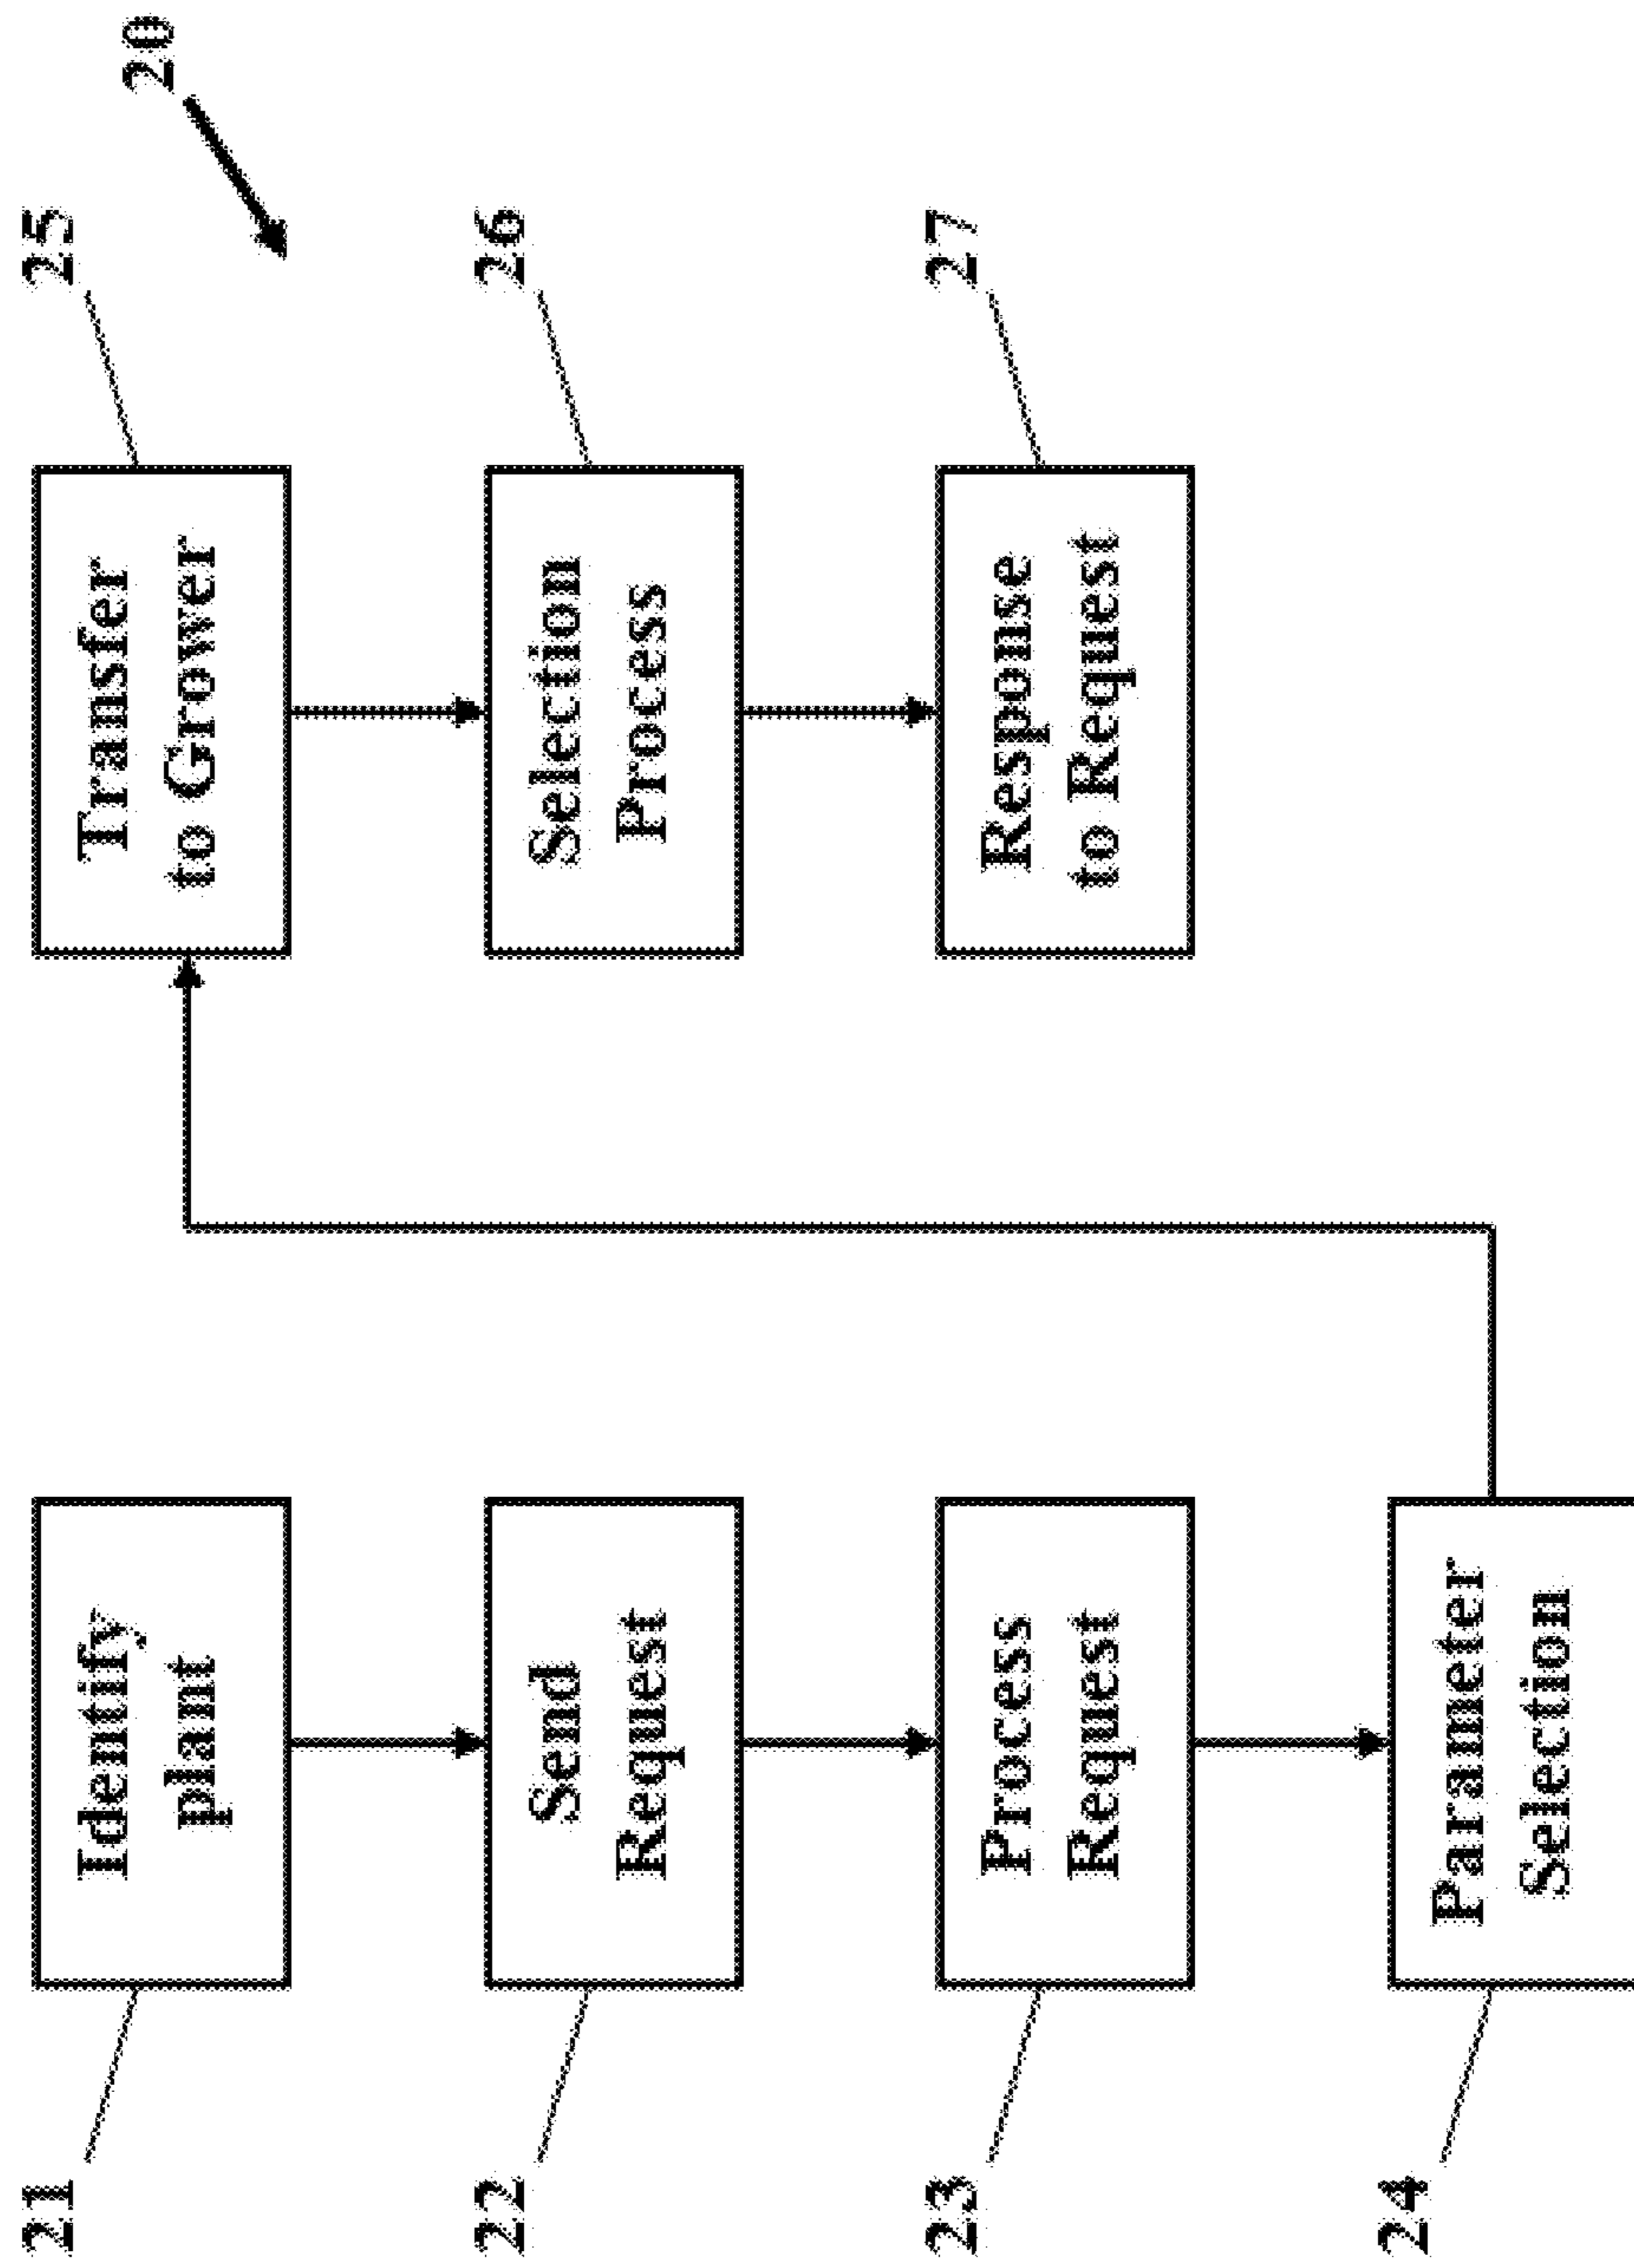 20
21
Identify
plant
22
Send
Request
23
Process
Request
24
Parameter
Selection
25
Transfer
to Grower
26
Selection
Process
27
Response
to Request